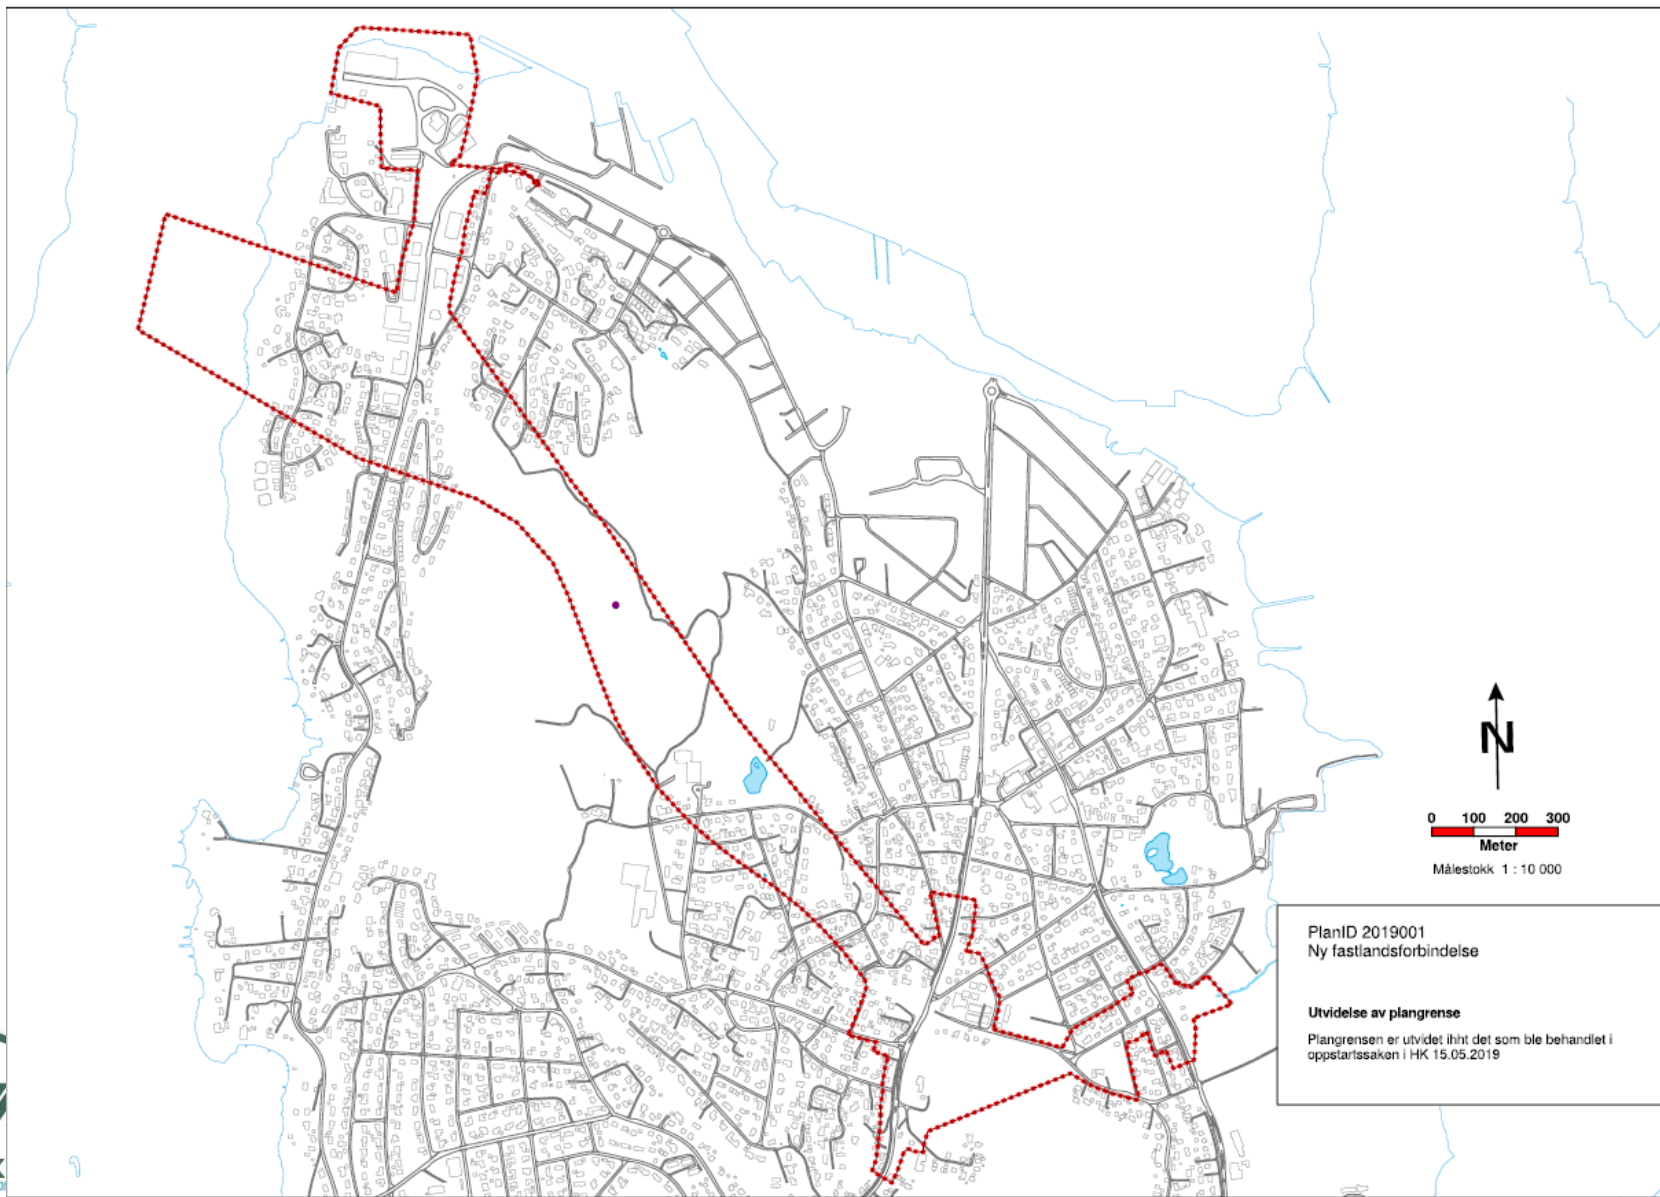 N
0 100 200 300
Meter
Målestokk 1 : 10 000
PlanID 2019001
Ny fastlandsforbindelse
Utvidelse av plangrense
Plangrensen er utvidet ihht det som ble behandlet i
oppstartssaken i HK 15.05.2019